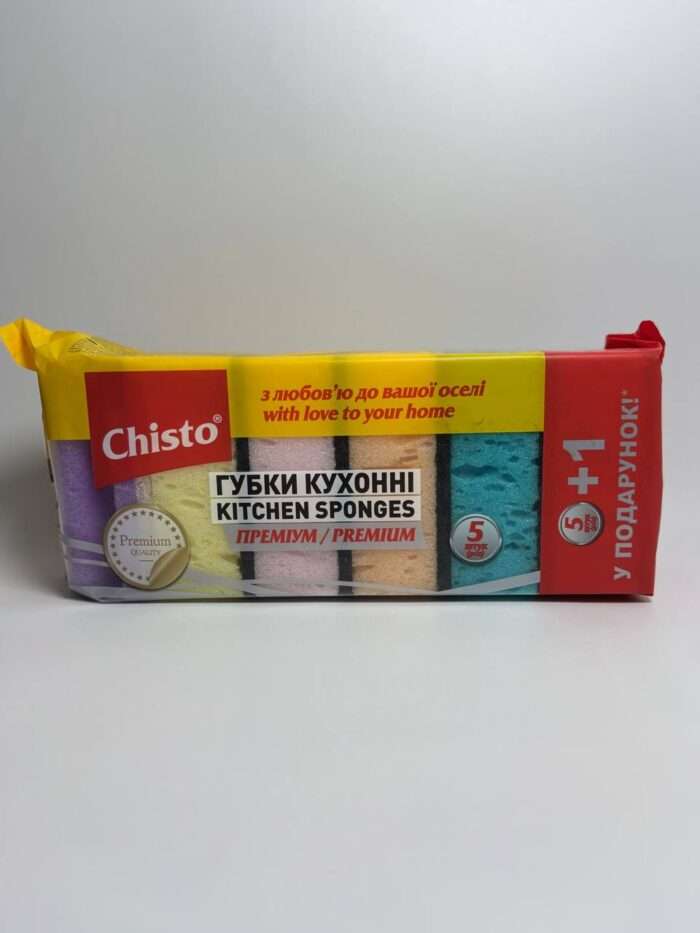 з любов'ю до вашої оселі
with love to your home
Chisto®
ГУБКИ КУХОННІ
KITCHEN SPONGES
ПРЕМІУМ / PREMIUM
Premium
QUALITY
5
ШТУК
5
+1
У ПОДАРУНОК!*